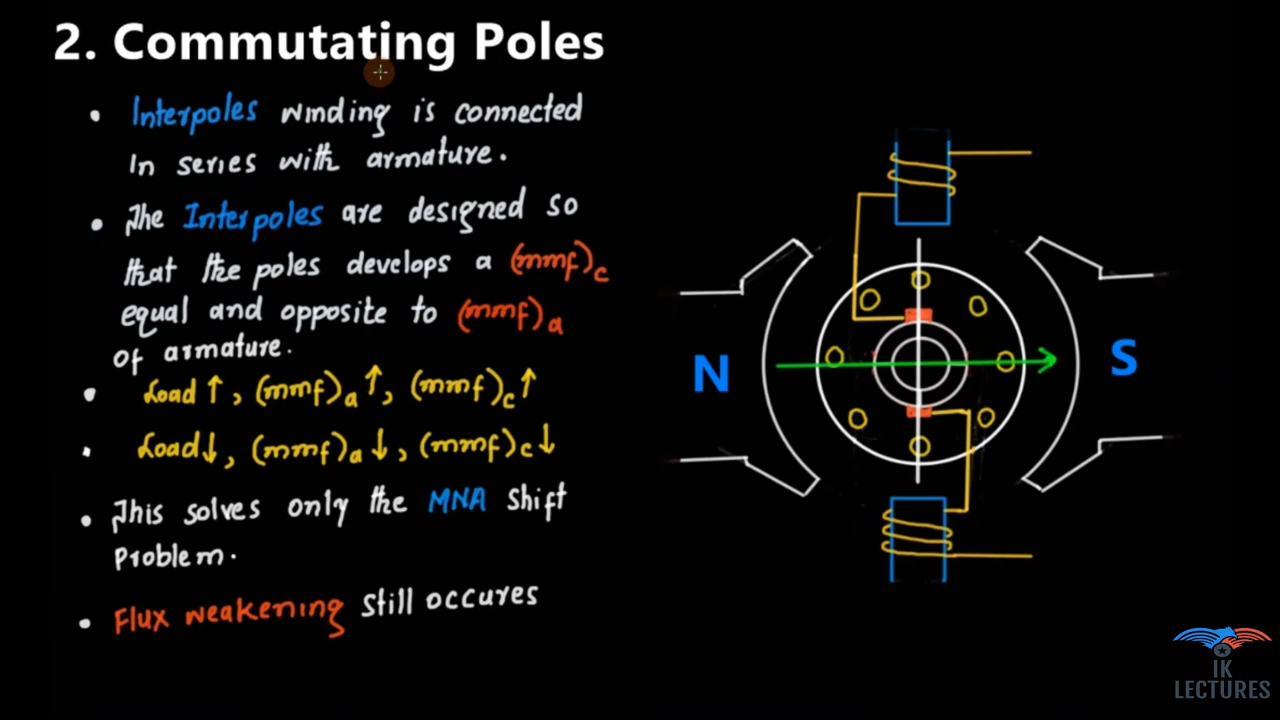 2. Commutating Poles
• Interpoles winding is connected
in series with armature.
• The Interpoles are designed so
that the poles develops a (mmf)c
equal and opposite to (mmf)a
of armature.
• Load ↑, (mmf)a ↑, (mmf)c ↑
• Load ↓, (mmf)a ↓, (mmf)c ↓
• This solves only the MNA shift
Problem.
• Flux weakening still occures
N
S
IK
LECTURES